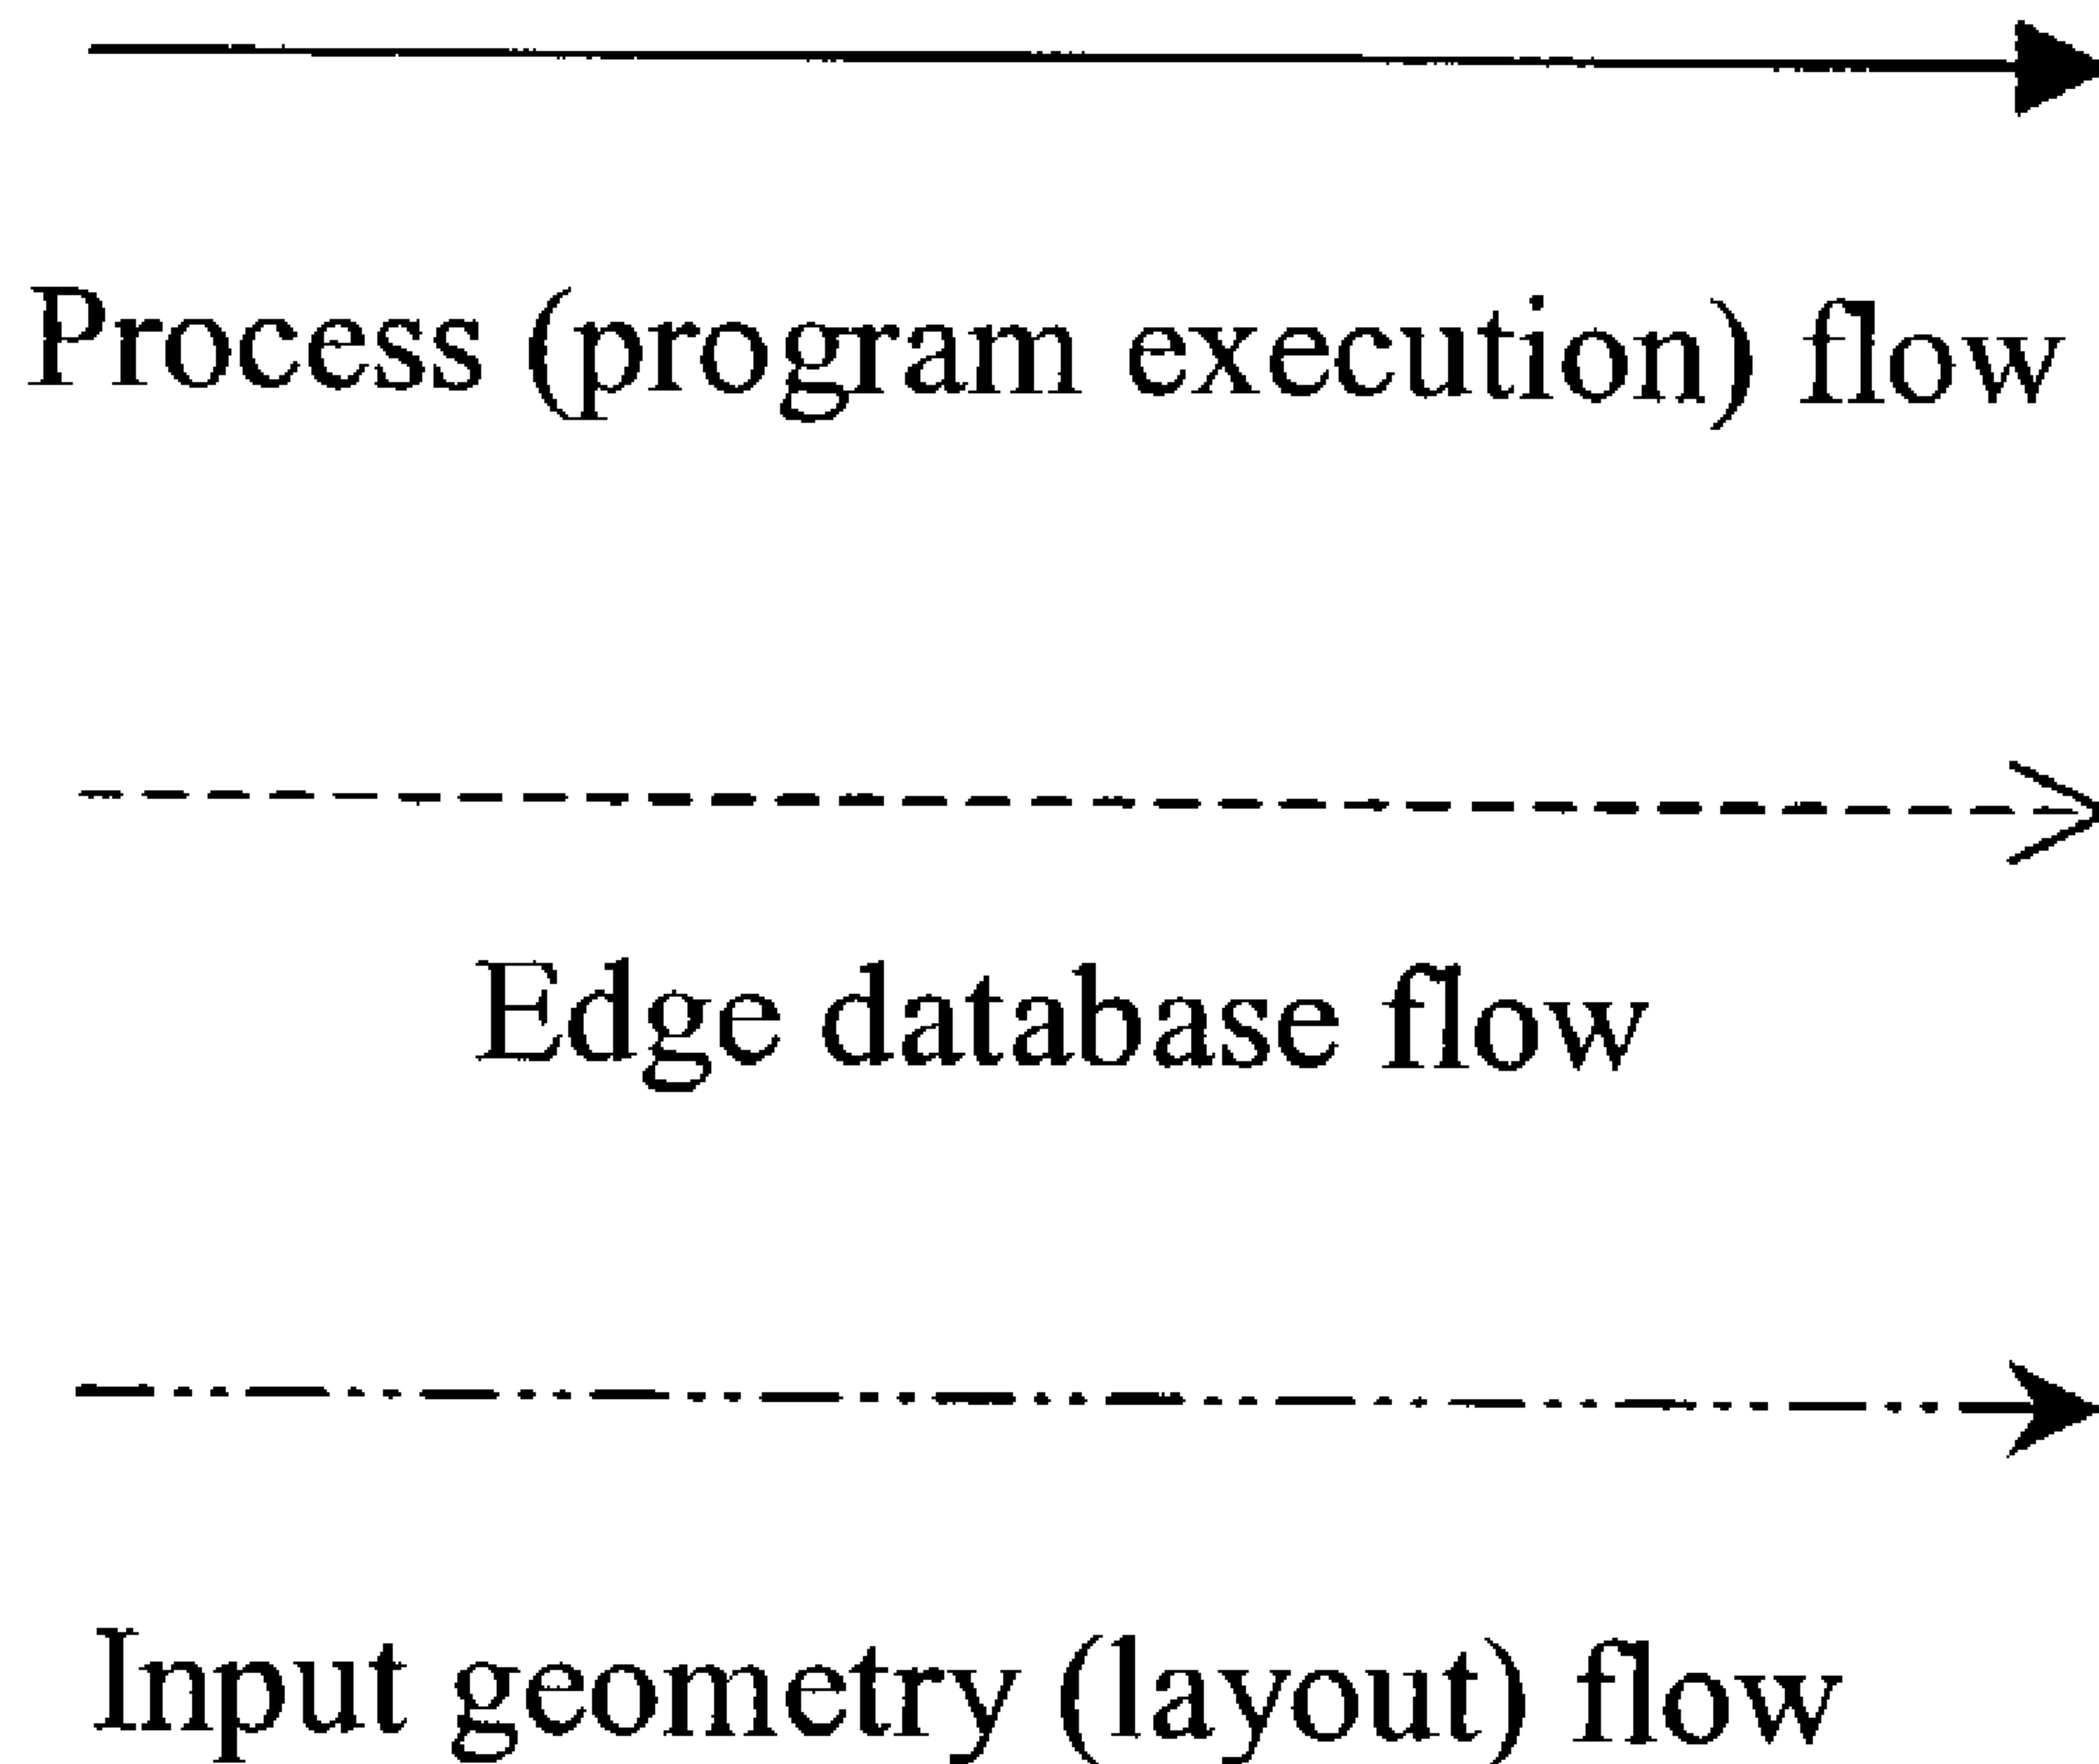 Process (program execution) flow
Edge database flow
Input geometry (layout) flow